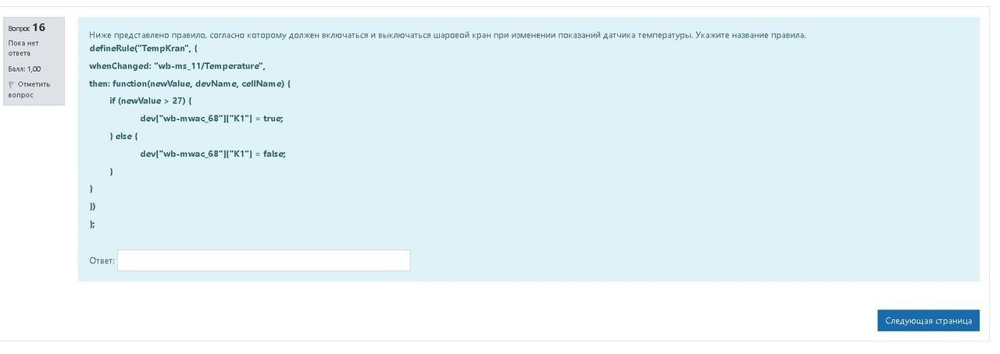 Вопрос 16
Пока нет
ответа
Балл: 1,00
Отметить
вопрос
Ниже представлено правило, согласно которому должен включаться и выключаться шаровой кран при изменении показаний датчика температуры. Укажите название правила.
defineRule("TempKran", {
whenChanged: "wb-ms_11/Temperature",
then: function(newValue, devName, cellName) {
if (newValue > 27) {
dev["wb-mwac_68"]["K1"] = true;
} else {
dev["wb-mwac_68"]["K1"] = false;
}
}
})
};
Ответ:
Следующая страница